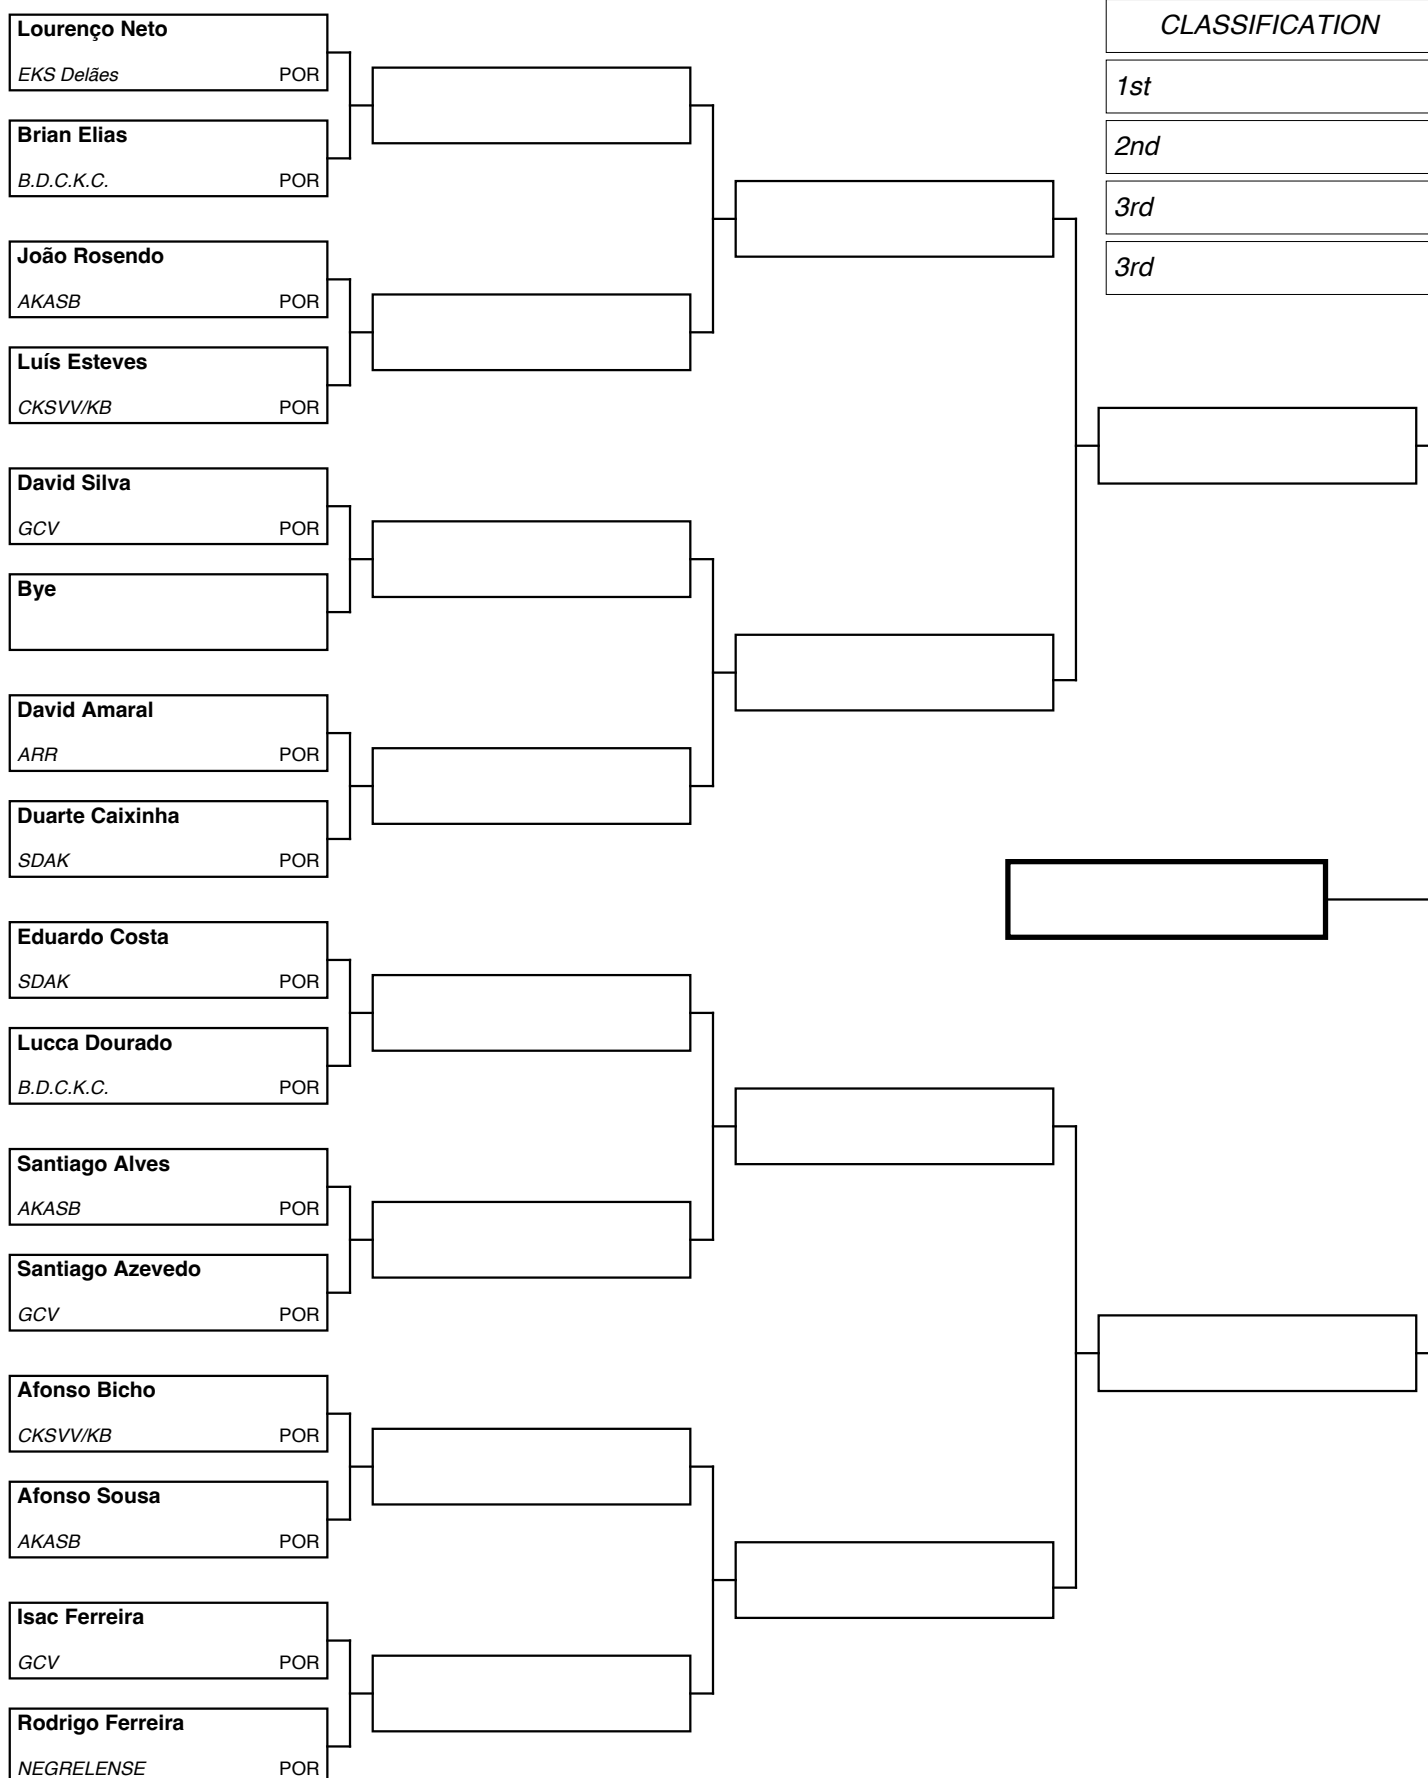 CLASSIFICATION
1st
2nd
3rd
3rd
Lourenço Neto
EKS Delães POR
Brian Elias
B.D.C.K.C. POR
João Rosendo
AKASB POR
Luís Esteves
CKSVV/KB POR
David Silva
GCV POR
Bye
David Amaral
ARR POR
Duarte Caixinha
SDAK POR
Eduardo Costa
SDAK POR
Lucca Dourado
B.D.C.K.C. POR
Santiago Alves
AKASB POR
Santiago Azevedo
GCV POR
Afonso Bicho
CKSVV/KB POR
Afonso Sousa
AKASB POR
Isac Ferreira
GCV POR
Rodrigo Ferreira
NEGRELENSE POR